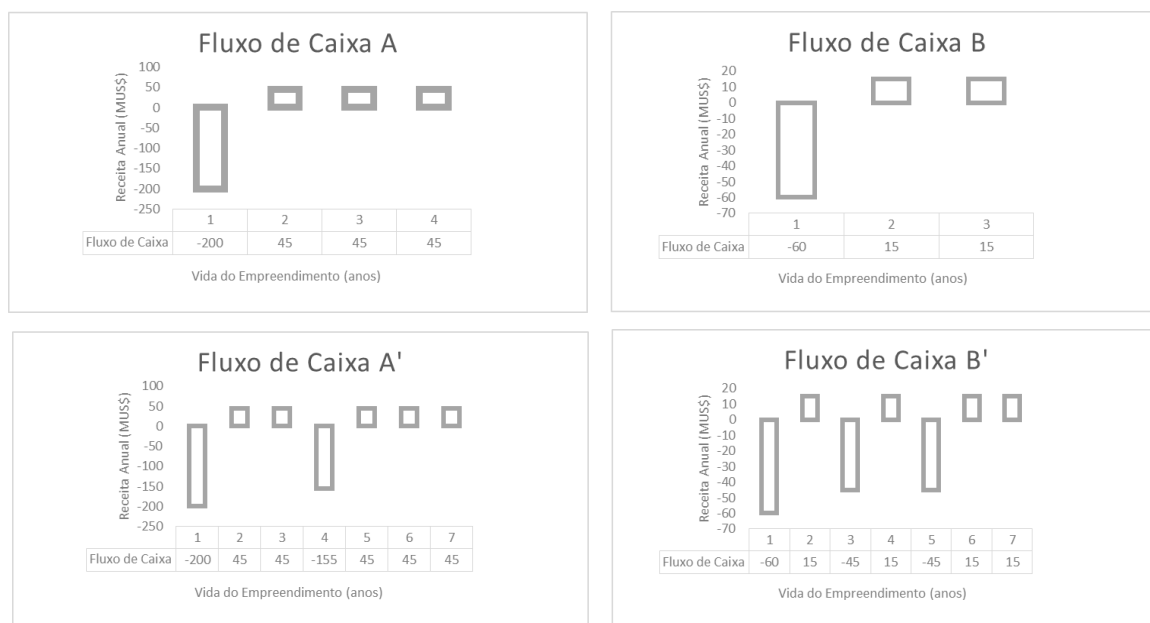 Fluxo de Caixa A
Receita Anual (MUS$)
100
50
0
-50
-100
-150
-200
-250
1 2 3 4
Fluxo de Caixa -200 45 45 45
Vida do Empreendimento (anos)
Fluxo de Caixa B
Receita Anual (MUS$)
20
10
0
-10
-20
-30
-40
-50
-60
-70
1 2 3
Fluxo de Caixa -60 15 15
Vida do Empreendimento (anos)
Fluxo de Caixa A'
Receita Anual (MUS$)
100
50
0
-50
-100
-150
-200
-250
1 2 3 4 5 6 7
Fluxo de Caixa -200 45 45 -155 45 45 45
Vida do Empreendimento (anos)
Fluxo de Caixa B'
Receita Anual (MUS$)
20
10
0
-10
-20
-30
-40
-50
-60
-70
1 2 3 4 5 6 7
Fluxo de Caixa -60 15 -45 15 -45 15 15
Vida do Empreendimento (anos)